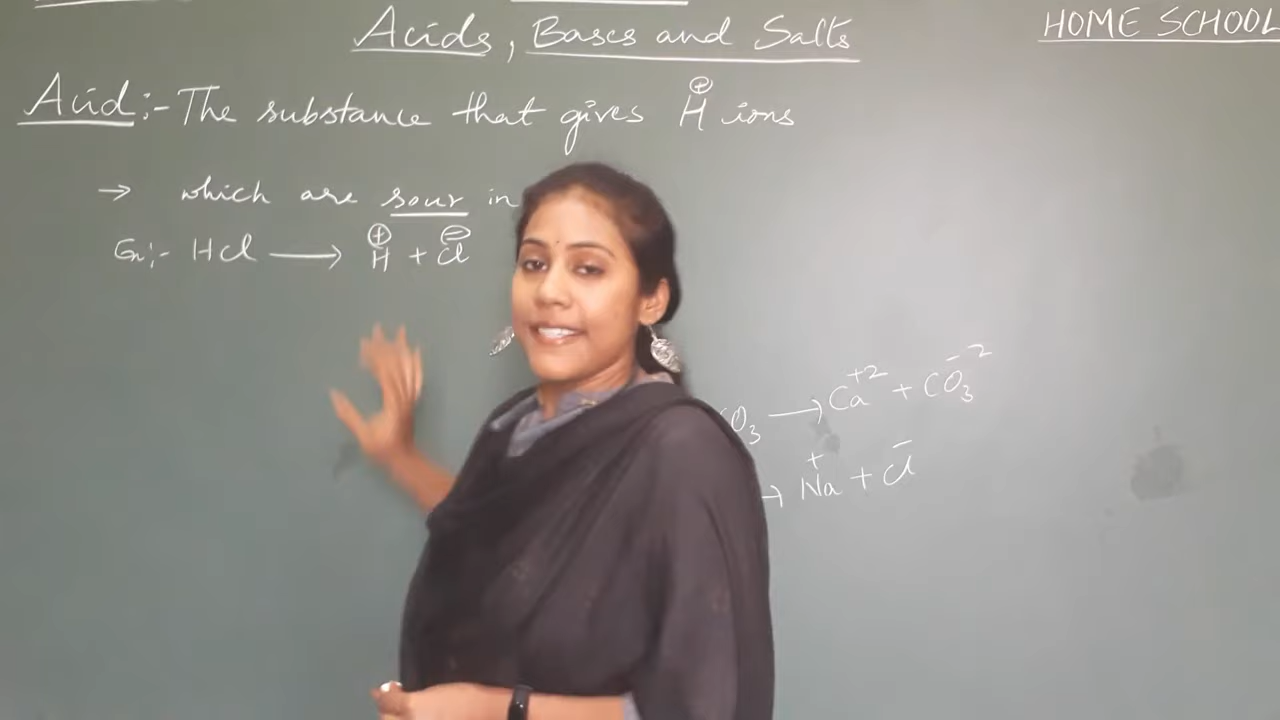 Acids, Bases and Salts
HOME SCHOOL
Acid:- The substance that gives H⊕ ions
→ which are sour in
Ex:- HCl ⟶ H⊕ + Cl⊖
O₃ ⟶ Ca⁺² + CO₃⁻²
→ Na⁺ + Cl⁻